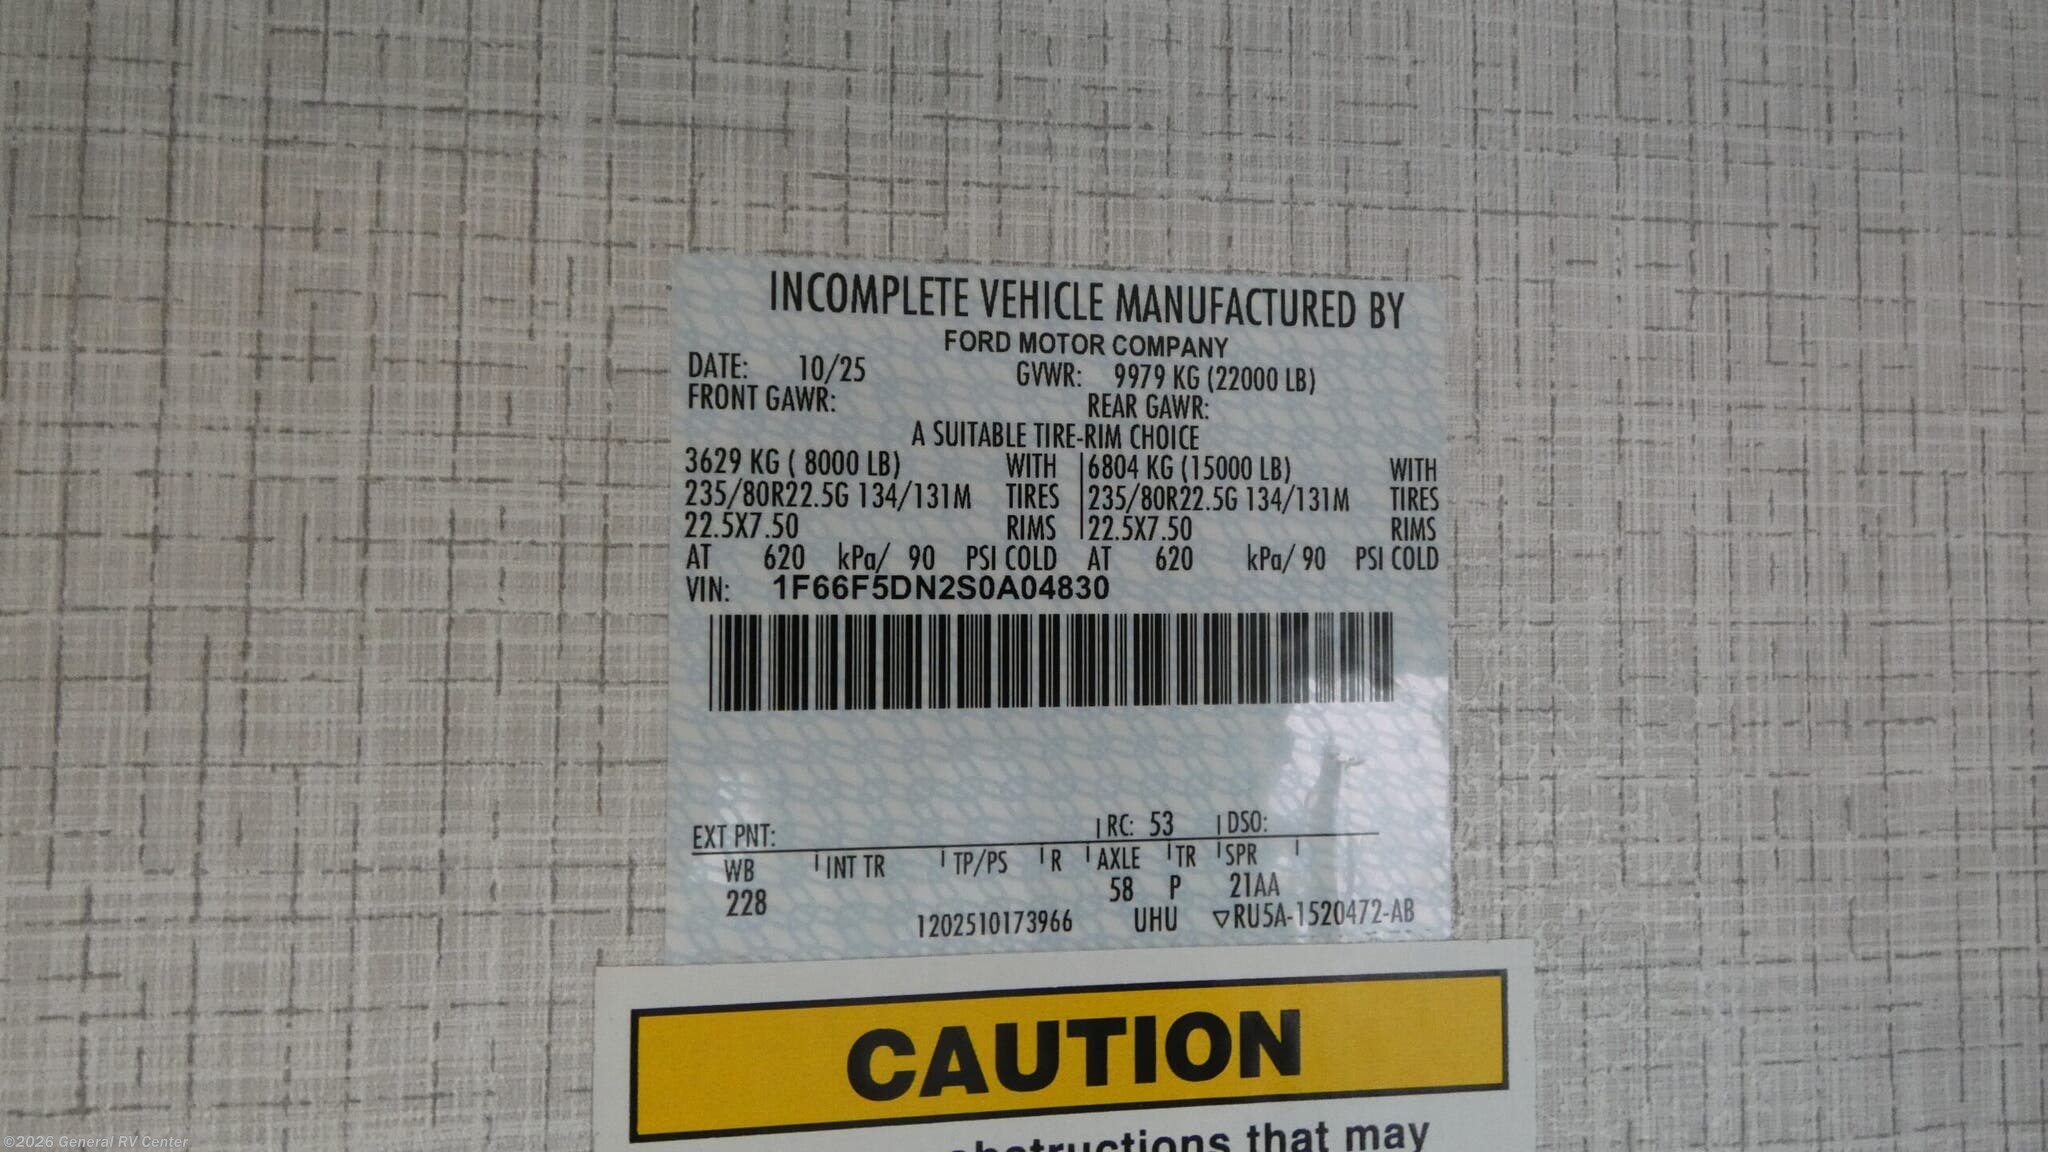 INCOMPLETE VEHICLE MANUFACTURED BY
FORD MOTOR COMPANY
DATE: 10/25 GVWR: 9979 KG (22000 LB)
FRONT GAWR: REAR GAWR:
A SUITABLE TIRE-RIM CHOICE
3629 KG ( 8000 LB) WITH 6804 KG (15000 LB) WITH
235/80R22.5G 134/131M TIRES 235/80R22.5G 134/131M TIRES
22.5X7.50 RIMS 22.5X7.50 RIMS
AT 620 kPa/ 90 PSI COLD AT 620 kPa/ 90 PSI COLD
VIN: 1F66F5DN2S0A04830
EXT PNT: RC: 53 DSO:
WB INT TR TP/PS R AXLE TR SPR
228 58 P 21AA
1202510173966 UHU ▽RU5A-1520472-AB
CAUTION
obstructions that may
©2026 General RV Center